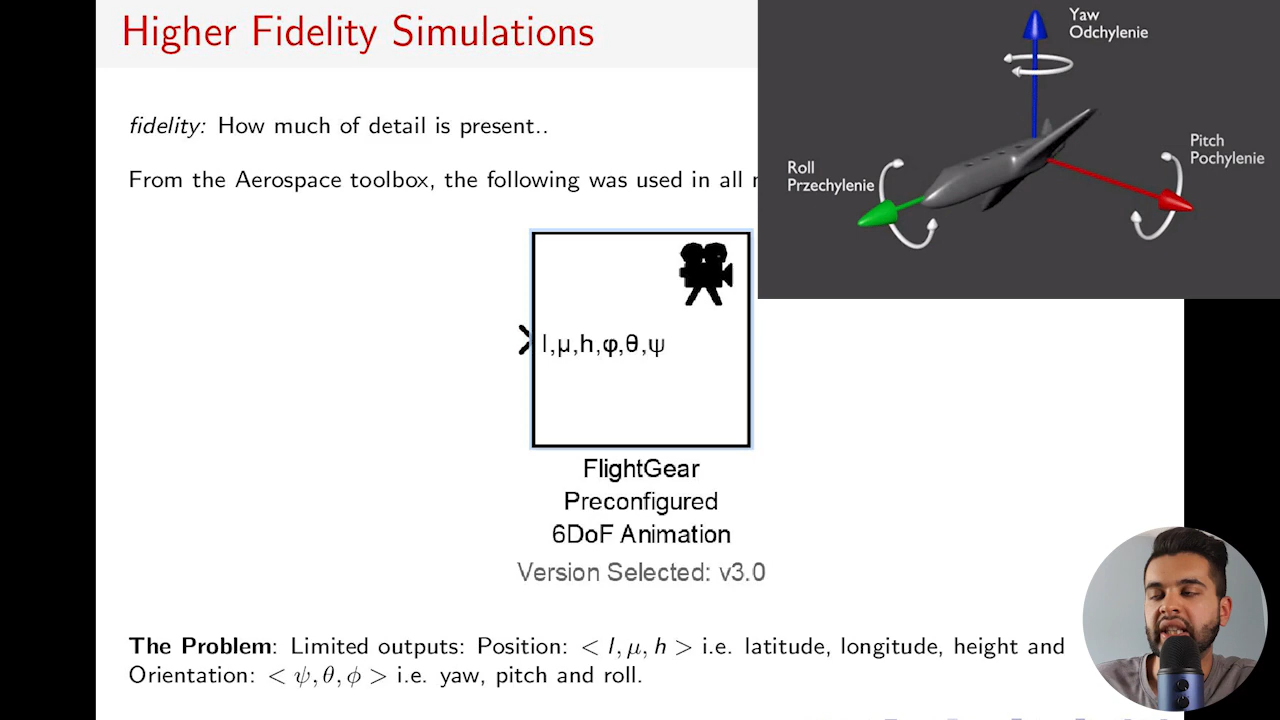 Higher Fidelity Simulations
Yaw
Odchylenie
Pitch
Pochylenie
Roll
Przechylenie
fidelity: How much of detail is present..
From the Aerospace toolbox, the following was used in all
l,μ,h,φ,θ,ψ
FlightGear
Preconfigured
6DoF Animation
Version Selected: v3.0
The Problem: Limited outputs: Position: < l, μ, h > i.e. latitude, longitude, height and
Orientation: < ψ, θ, ϕ > i.e. yaw, pitch and roll.